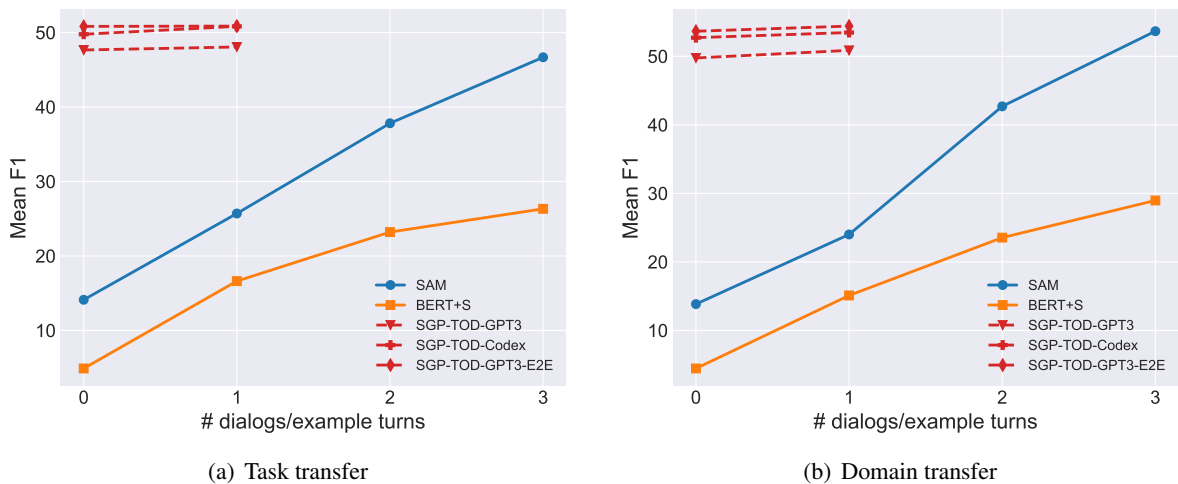 50
40
30
20
10
Mean F1
SAM
BERT+S
SGP-TOD-GPT3
SGP-TOD-Codex
SGP-TOD-GPT3-E2E
0 1 2 3
# dialogs/example turns
(a) Task transfer
50
40
30
20
10
Mean F1
SAM
BERT+S
SGP-TOD-GPT3
SGP-TOD-Codex
SGP-TOD-GPT3-E2E
0 1 2 3
# dialogs/example turns
(b) Domain transfer